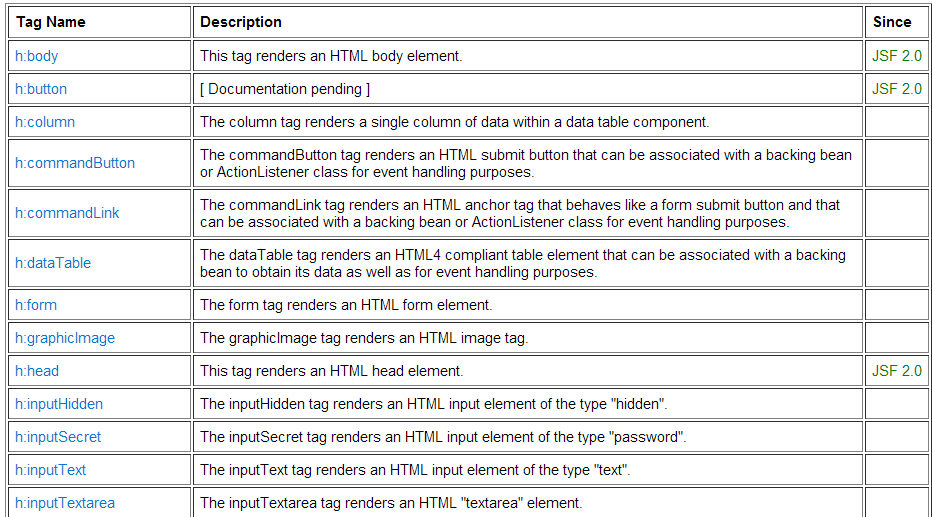 Tag Name Description Since
h:body This tag renders an HTML body element. JSF 2.0
h:button [ Documentation pending ] JSF 2.0
h:column The column tag renders a single column of data within a data table component.
h:commandButton The commandButton tag renders an HTML submit button that can be associated with a backing bean
or ActionListener class for event handling purposes.
h:commandLink The commandLink tag renders an HTML anchor tag that behaves like a form submit button and that
can be associated with a backing bean or ActionListener class for event handling purposes.
h:dataTable The dataTable tag renders an HTML4 compliant table element that can be associated with a backing
bean to obtain its data as well as for event handling purposes.
h:form The form tag renders an HTML form element.
h:graphicImage The graphicImage tag renders an HTML image tag.
h:head This tag renders an HTML head element. JSF 2.0
h:inputHidden The inputHidden tag renders an HTML input element of the type "hidden".
h:inputSecret The inputSecret tag renders an HTML input element of the type "password".
h:inputText The inputText tag renders an HTML input element of the type "text".
h:inputTextarea The inputTextarea tag renders an HTML "textarea" element.